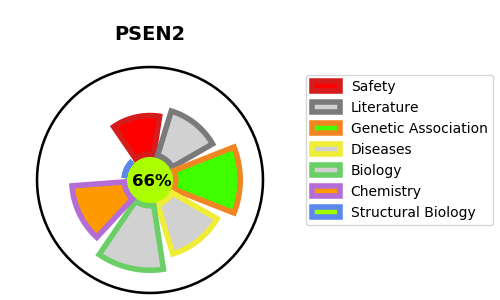 PSEN2
66%
Safety
Literature
Genetic Association
Diseases
Biology
Chemistry
Structural Biology